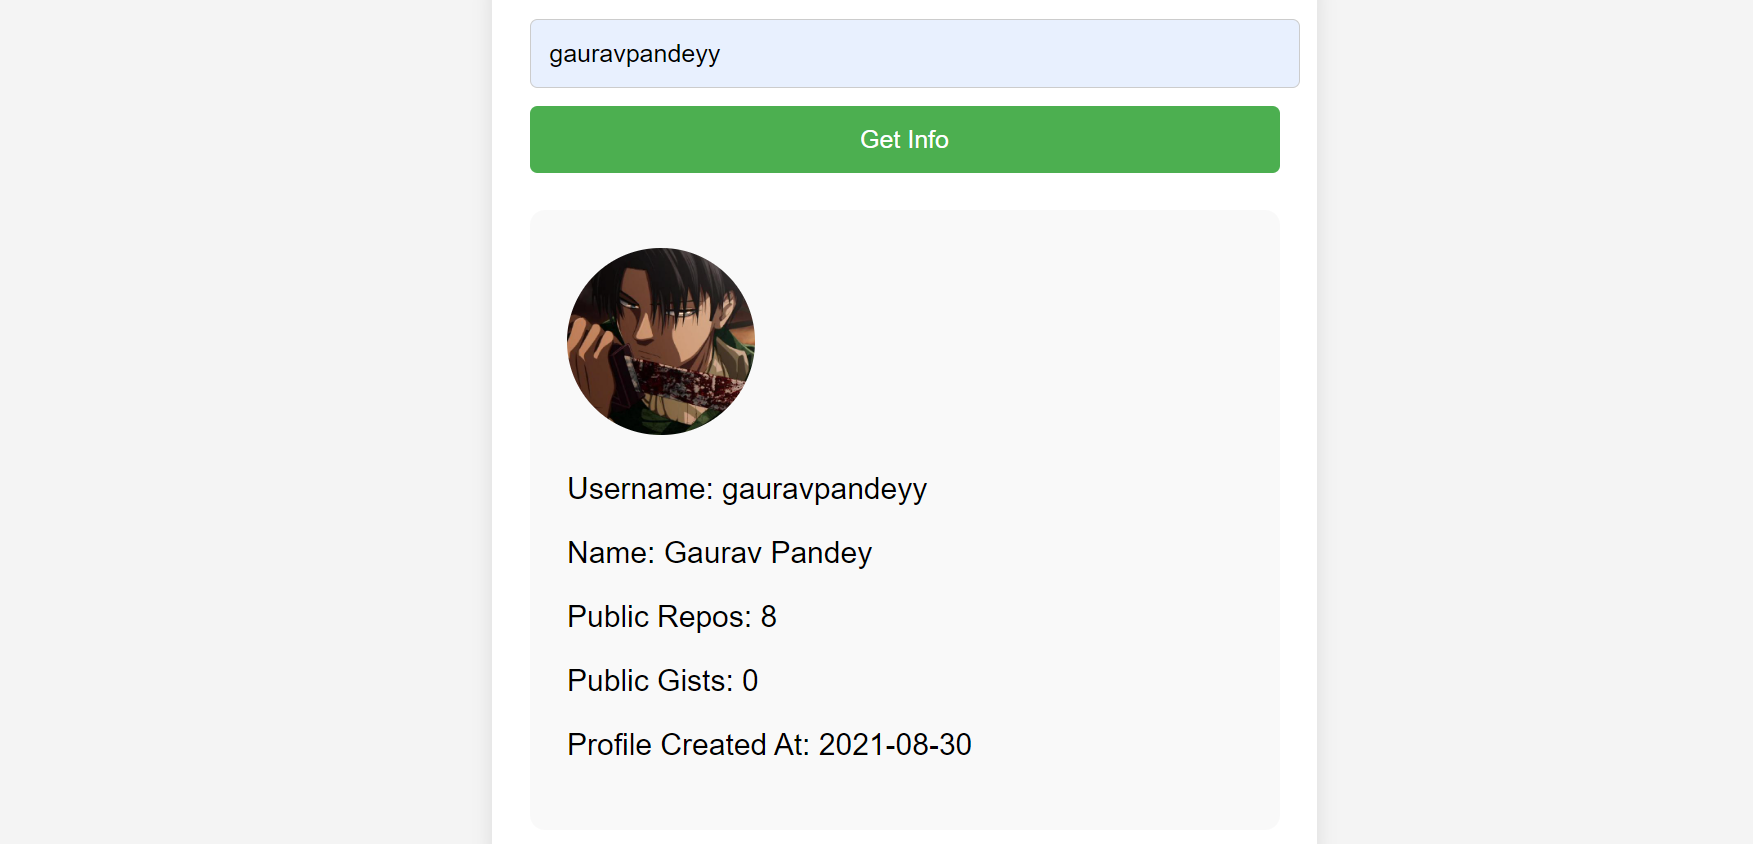 gauravpandeyy
Get Info
Username: gauravpandeyy
Name: Gaurav Pandey
Public Repos: 8
Public Gists: 0
Profile Created At: 2021-08-30